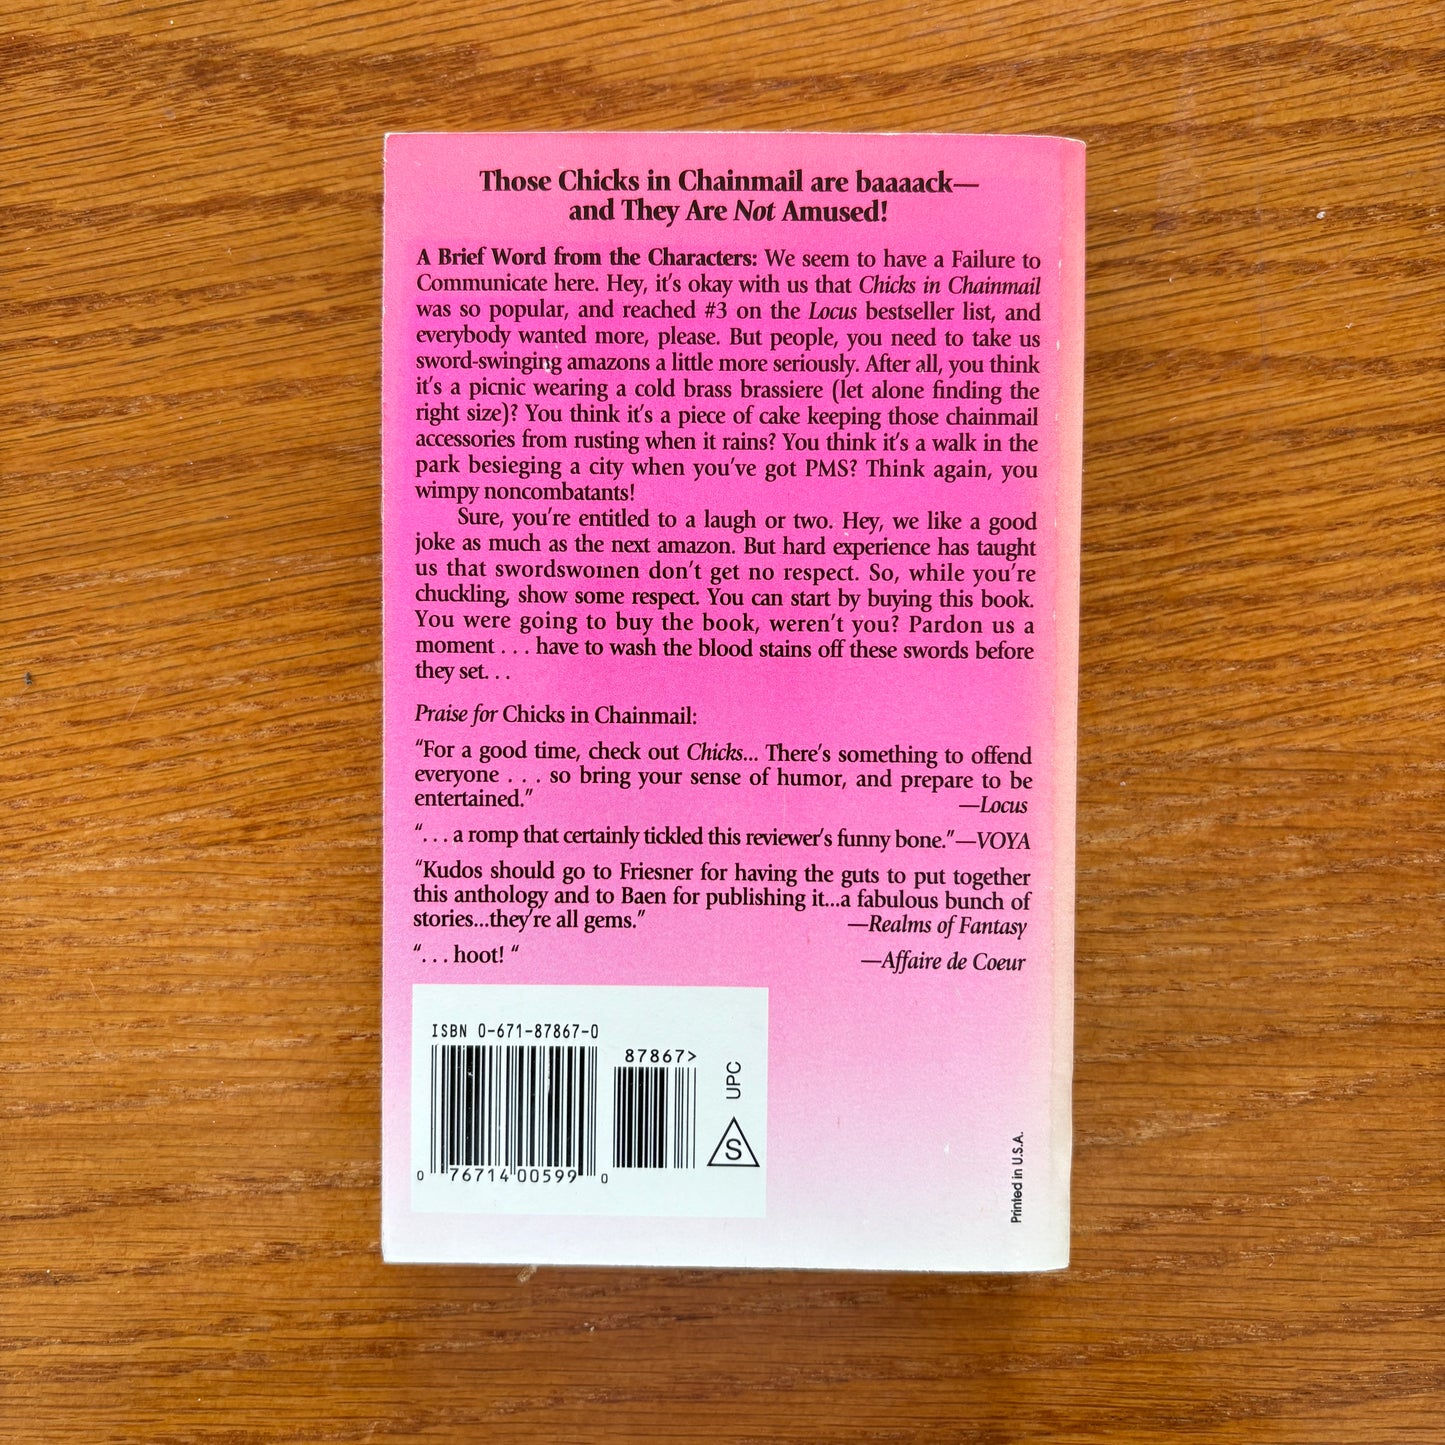 Those Chicks in Chainmail are baaaack—
and They Are Not Amused!
A Brief Word from the Characters: We seem to have a Failure to
Communicate here. Hey, it's okay with us that Chicks in Chainmail
was so popular, and reached #3 on the Locus bestseller list, and
everybody wanted more, please. But people, you need to take us
sword-swinging amazons a little more seriously. After all, you think
it's a picnic wearing a cold brass brassiere (let alone finding the
right size)? You think it's a piece of cake keeping those chainmail
accessories from rusting when it rains? You think it's a walk in the
park besieging a city when you've got PMS? Think again, you
wimpy noncombatants!
Sure, you're entitled to a laugh or two. Hey, we like a good
joke as much as the next amazon. But hard experience has taught
us that swordswomen don't get no respect. So, while you're
chuckling, show some respect. You can start by buying this book.
You were going to buy the book, weren't you? Pardon us a
moment . . . have to wash the blood stains off these swords before
they set. . .
Praise for Chicks in Chainmail:
"For a good time, check out Chicks... There's something to offend
everyone . . . so bring your sense of humor, and prepare to be
entertained." —Locus
". . . a romp that certainly tickled this reviewer's funny bone."—VOYA
"Kudos should go to Friesner for having the guts to put together
this anthology and to Baen for publishing it...a fabulous bunch of
stories...they're all gems." —Realms of Fantasy
". . . hoot! " —Affaire de Coeur
ISBN 0-671-87867-0
87867>
UPC
S
0 76714 00599 0
Printed in U.S.A.